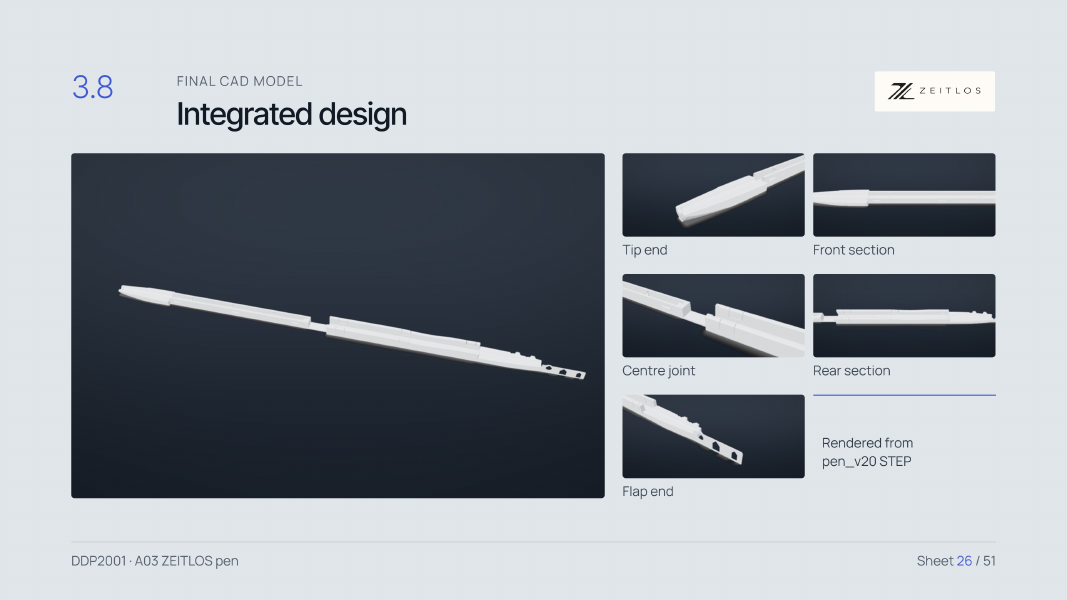 3.8
FINAL CAD MODEL
Integrated design
ZEITLOS
Tip end
Front section
Centre joint
Rear section
Flap end
Rendered from
pen_v20 STEP
DDP2001 · A03 ZEITLOS pen
Sheet 26 / 51